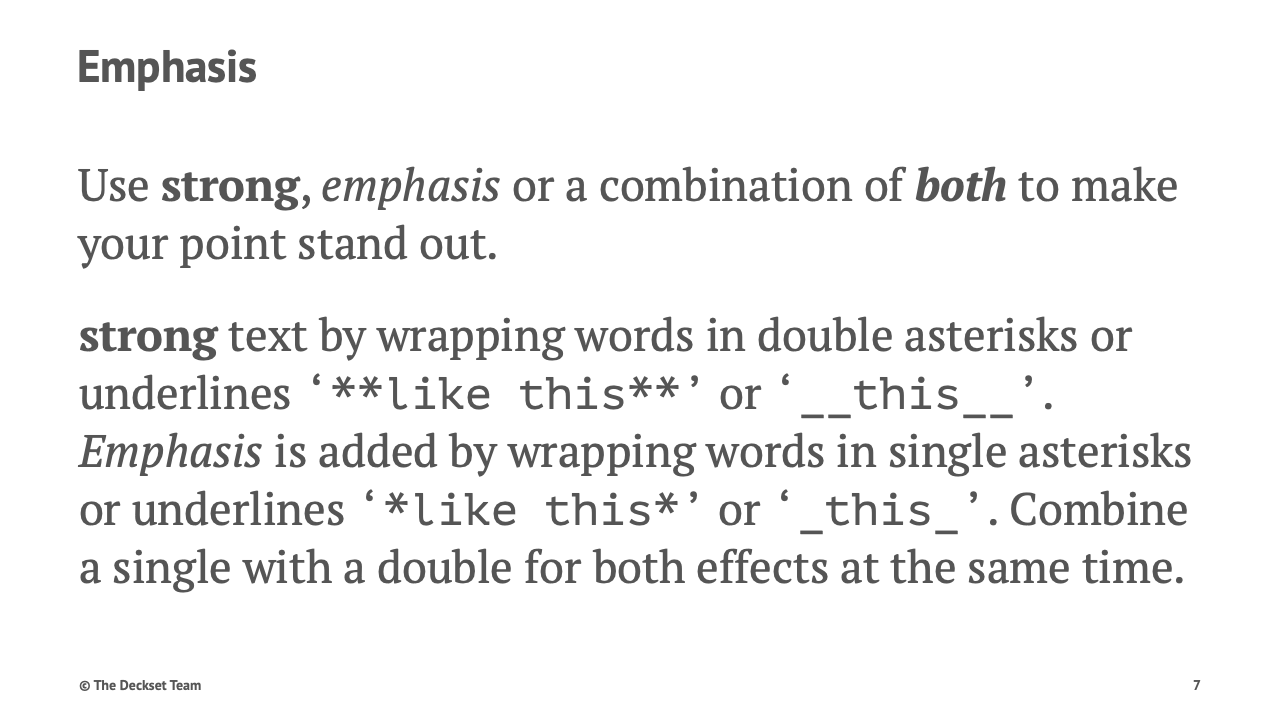 Emphasis
Use strong, emphasis or a combination of both to make
your point stand out.
strong text by wrapping words in double asterisks or
underlines ‘**like this**’ or ‘__this__’.
Emphasis is added by wrapping words in single asterisks
or underlines ‘*like this*’ or ‘_this_’. Combine
a single with a double for both effects at the same time.
© The Deckset Team
7